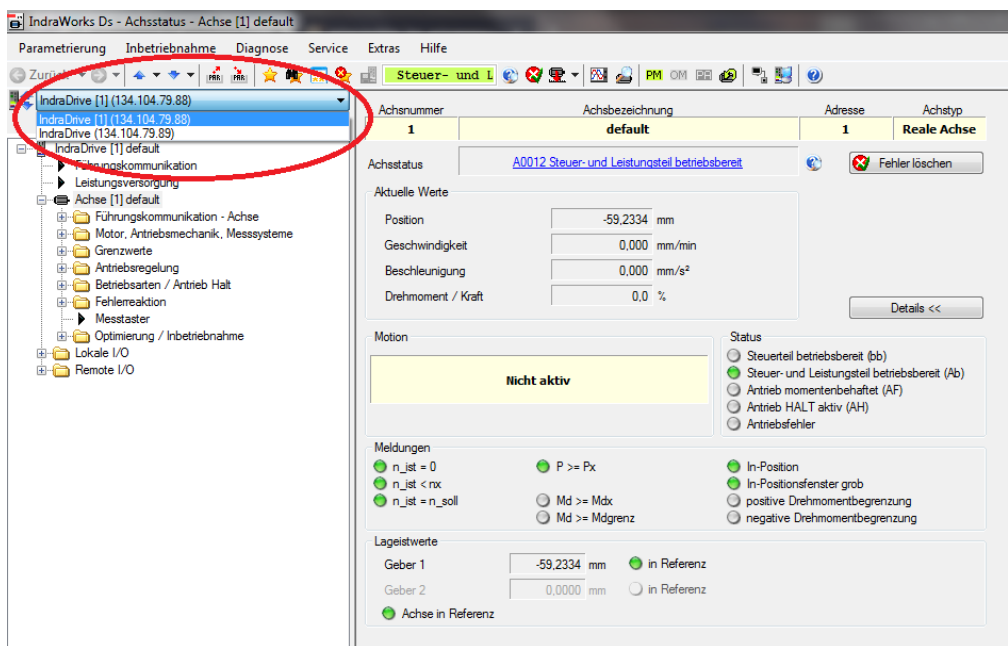 IndraWorks Ds - Achsstatus - Achse [1] default
Parametrierung Inbetriebnahme Diagnose Service Extras Hilfe
Zurück Steuer- und L PM OM
IndraDrive [1] (134.104.79.88)
IndraDrive [1] (134.104.79.88)
IndraDrive (134.104.79.89)
IndraDrive [1] default
Führungskommunikation
Leistungsversorgung
Achse [1] default
Führungskommunikation - Achse
Motor, Antriebsmechanik, Messsysteme
Grenzwerte
Antriebsregelung
Betriebsarten / Antrieb Halt
Fehlerreaktion
Messtaster
Optimierung / Inbetriebnahme
Lokale I/O
Remote I/O
Achsnummer Achsbezeichnung Adresse Achstyp
1 default 1 Reale Achse
Achsstatus A0012 Steuer- und Leistungsteil betriebsbereit Fehler löschen
Aktuelle Werte
Position -59,2334 mm
Geschwindigkeit 0,000 mm/min
Beschleunigung 0,000 mm/s²
Drehmoment / Kraft 0,0 %
Details <<
Motion
Nicht aktiv
Status
Steuerteil betriebsbereit (bb)
Steuer- und Leistungsteil betriebsbereit (Ab)
Antrieb momentenbehaftet (AF)
Antrieb HALT aktiv (AH)
Antriebsfehler
Meldungen
n_ist = 0 P >= Px In-Position
n_ist < nx In-Positionsfenster grob
n_ist = n_soll Md >= Mdx positive Drehmomentbegrenzung
Md >= Mdgrenz negative Drehmomentbegrenzung
Lageistwerte
Geber 1 -59,2334 mm in Referenz
Geber 2 0,0000 mm in Referenz
Achse in Referenz